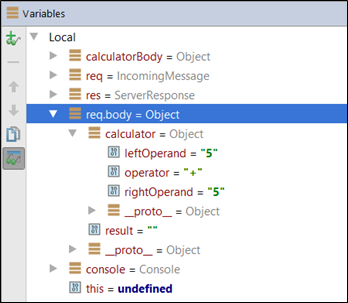 Variables
Local
calculatorBody = Object
req = IncomingMessage
res = ServerResponse
req.body = Object
calculator = Object
leftOperand = "5"
operator = "+"
rightOperand = "5"
__proto__ = Object
result = ""
__proto__ = Object
console = Console
this = undefined